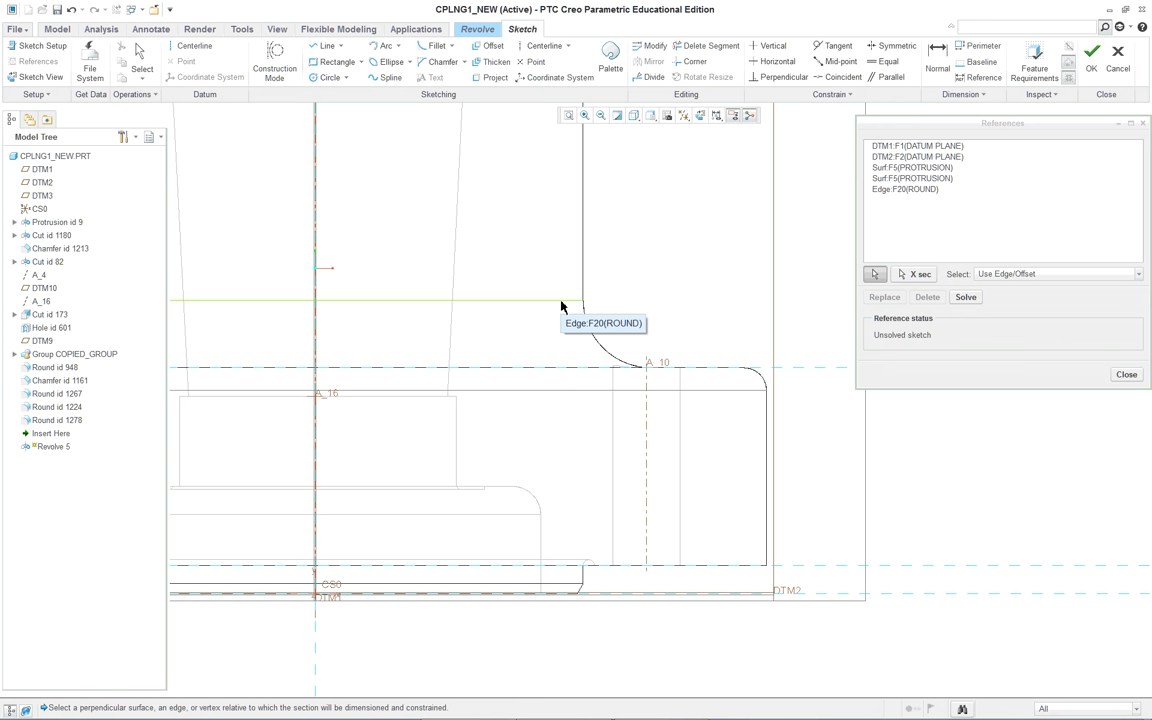 CPLNG1_NEW (Active) - PTC Creo Parametric Educational Edition
File Model Analysis Annotate Render Tools View Flexible Modeling Applications Revolve Sketch
Sketch Setup
References
Sketch View
Setup
File System
Get Data
Select
Operations
Centerline
Point
Coordinate System
Datum
Construction Mode
Line Arc Fillet Offset Centerline
Rectangle Ellipse Chamfer Thicken Point
Circle Spline Text Project Coordinate System
Palette
Sketching
Modify Delete Segment
Mirror Corner
Divide Rotate Resize
Editing
Vertical Tangent Symmetric
Horizontal Mid-point Equal
Perpendicular Coincident Parallel
Constrain
Normal
Perimeter
Baseline
Reference
Dimension
Feature Requirements
Inspect
OK
Cancel
Close
Model Tree
CPLNG1_NEW.PRT
DTM1
DTM2
DTM3
CS0
Protrusion id 9
Cut id 1180
Chamfer id 1213
Cut id 82
A_4
DTM10
A_16
Cut id 173
Hole id 601
DTM9
Group COPIED_GROUP
Round id 948
Chamfer id 1161
Round id 1267
Round id 1224
Round id 1278
Insert Here
Revolve 5
Edge:F20(ROUND)
A_10
A_16
CS0
DTM1
DTM2
References
DTM1:F1(DATUM PLANE)
DTM2:F2(DATUM PLANE)
Surf:F5(PROTRUSION)
Surf:F5(PROTRUSION)
Edge:F20(ROUND)
X sec Select: Use Edge/Offset
Replace Delete Solve
Reference status
Unsolved sketch
Close
Select a perpendicular surface, an edge, or vertex relative to which the section will be dimensioned and constrained.
All